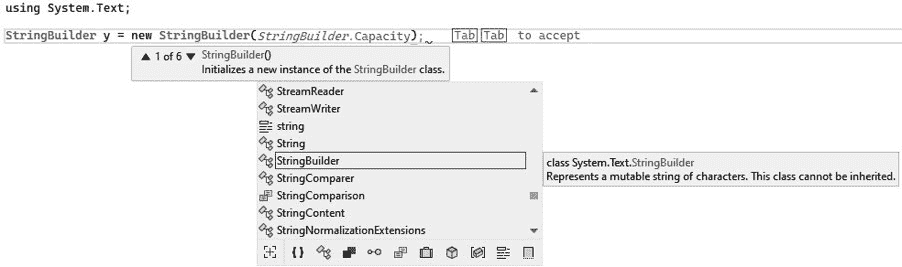 using System.Text;
StringBuilder y = new StringBuilder(StringBuilder.Capacity); Tab Tab to accept
▲ 1 of 6 ▼ StringBuilder()
Initializes a new instance of the StringBuilder class.
StreamReader
StreamWriter
string
String
StringBuilder
class System.Text.StringBuilder
Represents a mutable string of characters. This class cannot be inherited.
StringComparer
StringComparison
StringContent
StringNormalizationExtensions